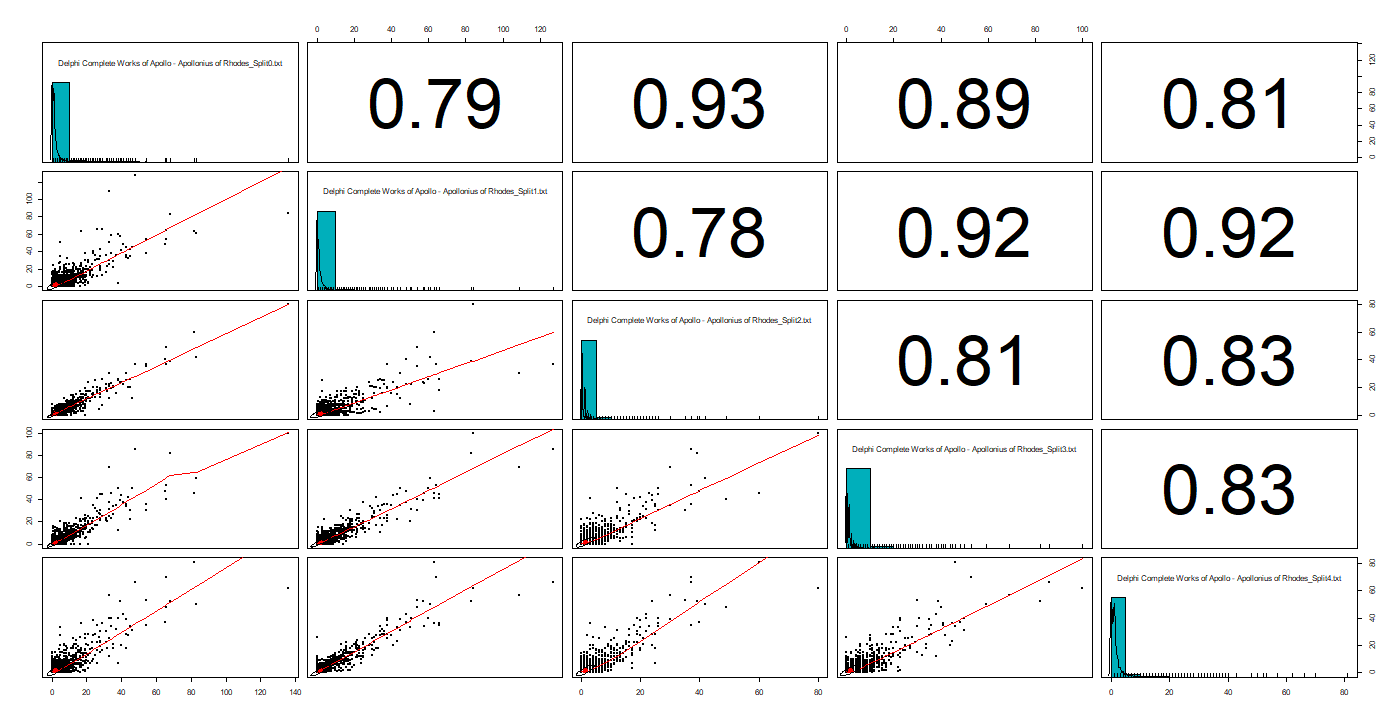 0 20 40 60 80 100 120
0 20 40 60 80 100
Delphi Complete Works of Apollo - Apollonius of Rhodes_Split0.txt
0.79
0.93
0.89
0.81
0 20 40 60 80 120
0 20 40 60 80 100
Delphi Complete Works of Apollo - Apollonius of Rhodes_Split1.txt
0.78
0.92
0.92
Delphi Complete Works of Apollo - Apollonius of Rhodes_Split2.txt
0.81
0.83
0 20 40 60 80
0 20 40 60 80 100
Delphi Complete Works of Apollo - Apollonius of Rhodes_Split3.txt
0.83
Delphi Complete Works of Apollo - Apollonius of Rhodes_Split4.txt
0 20 40 60 80
0 20 40 60 80 100 120 140
0 20 40 60 80
0 20 40 60 80